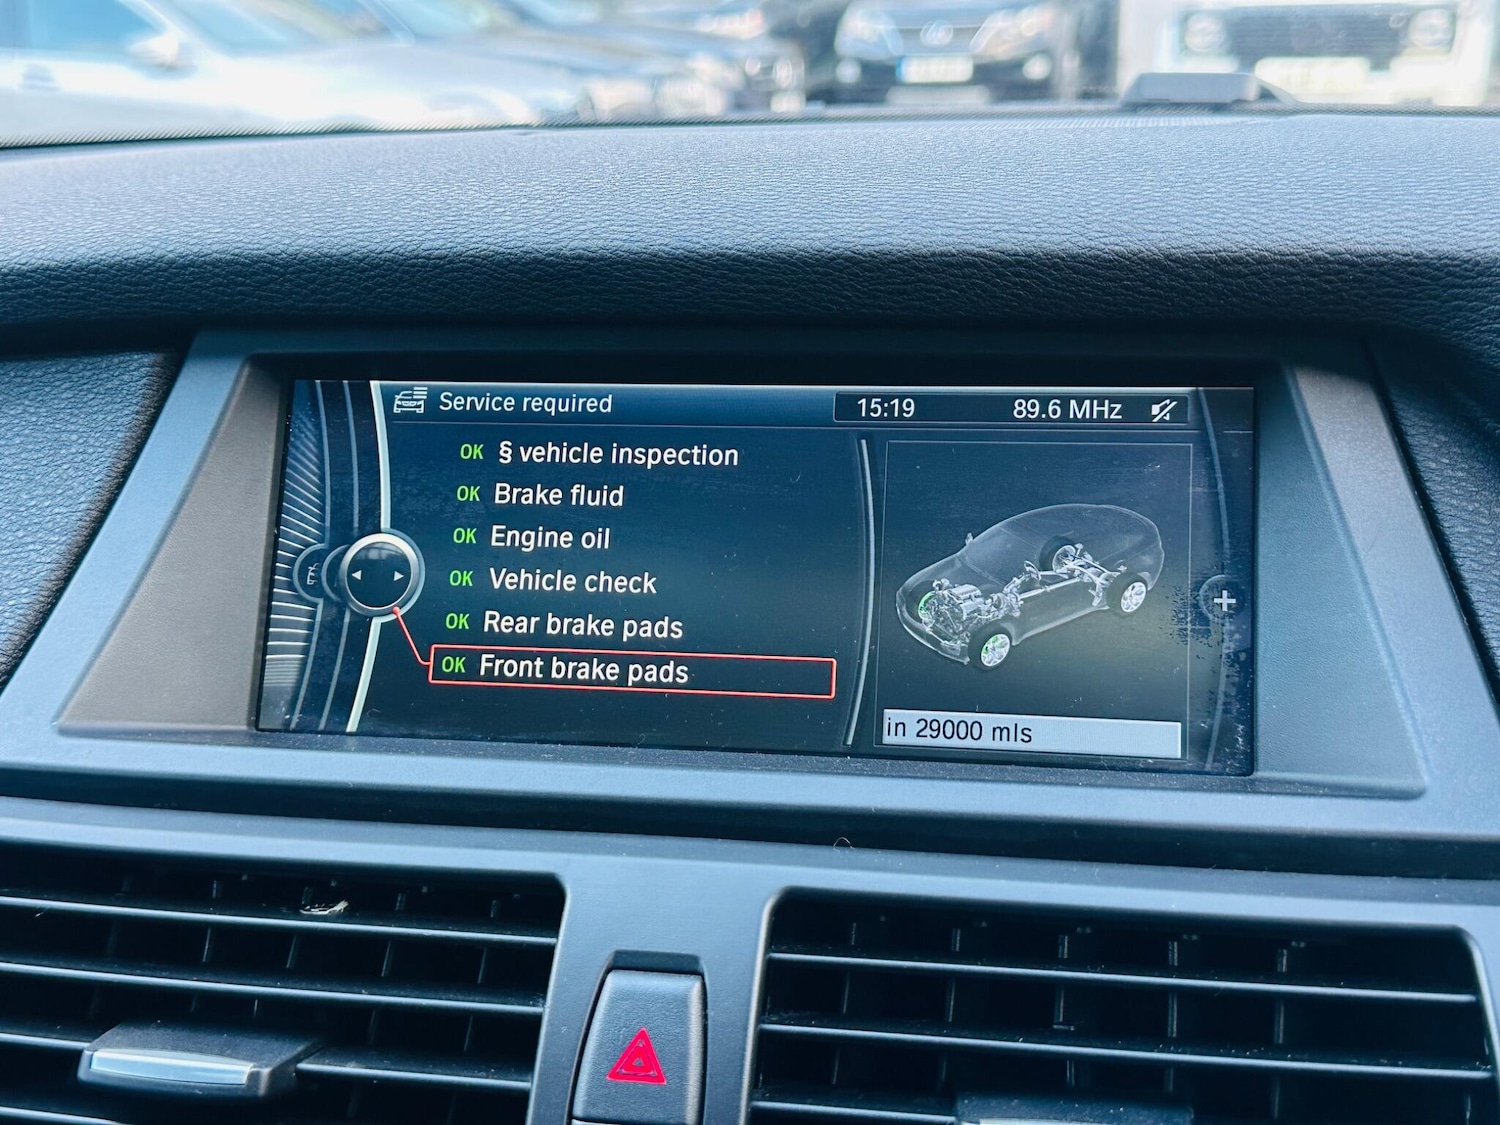 Service required
15:19 89.6 MHz
OK § vehicle inspection
OK Brake fluid
OK Engine oil
OK Vehicle check
OK Rear brake pads
OK Front brake pads
in 29000 mls